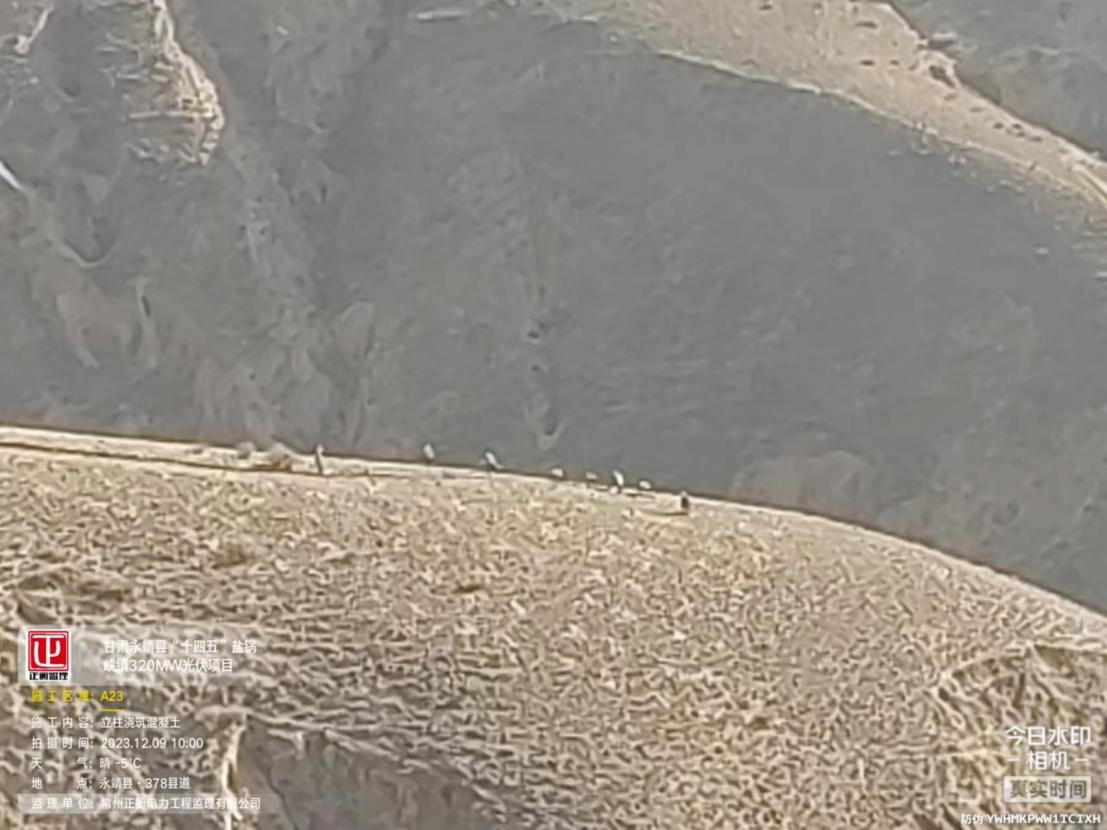 正衡监理
甘肃永靖县“十四五”盐锅
峡镇320MW光伏项目
施工区域：A23
施工内容：立柱浇筑混凝土
拍摄时间：2023.12.09 10:00
天气：晴 -5℃
地点：永靖县·378县道
监理单位：常州正衡电力工程监理有限公司
今日水印
相机
真实时间
防伪 YWHMKPWW1TCTXH